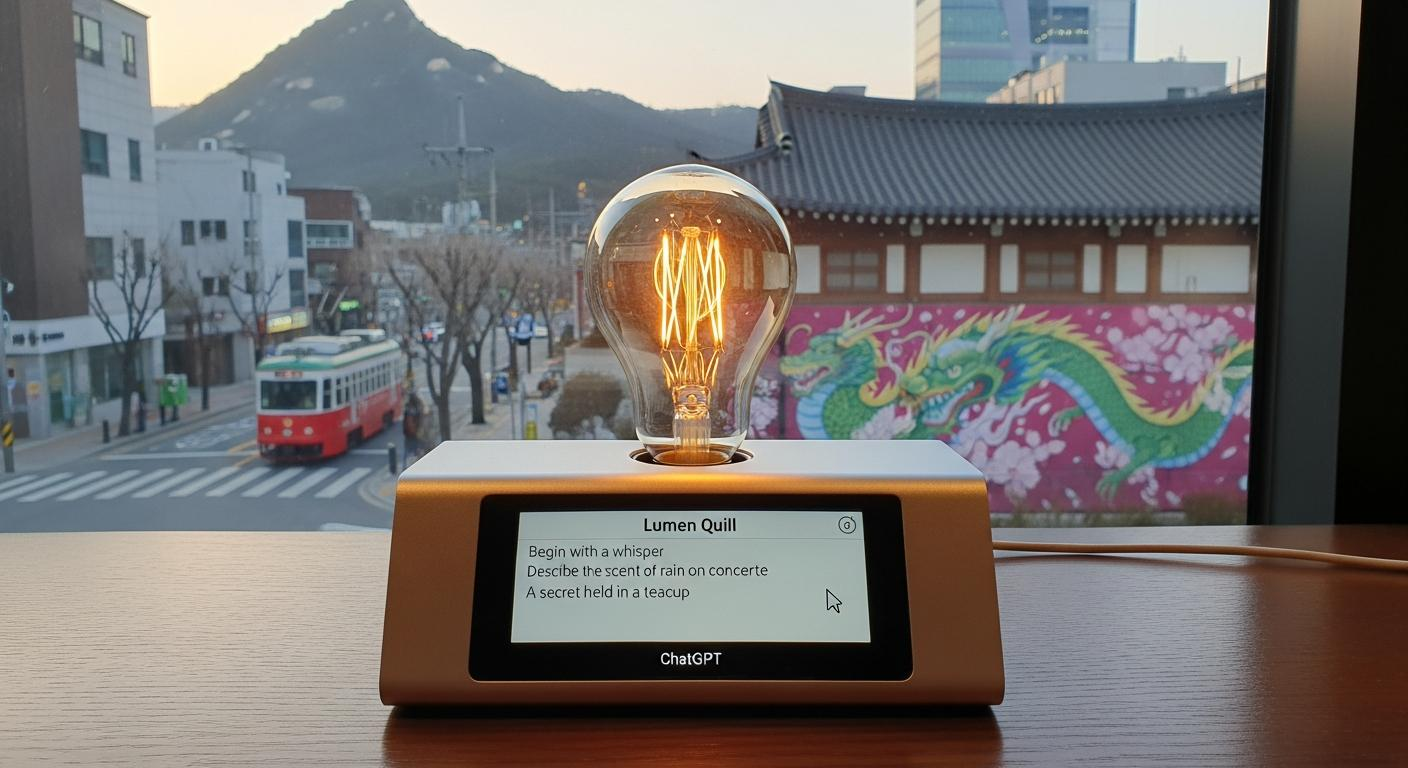 Lumen Quill
Begin with a whisper
Descibe the scent of rain on concerte
A secret held in a teacup
ChatGPT